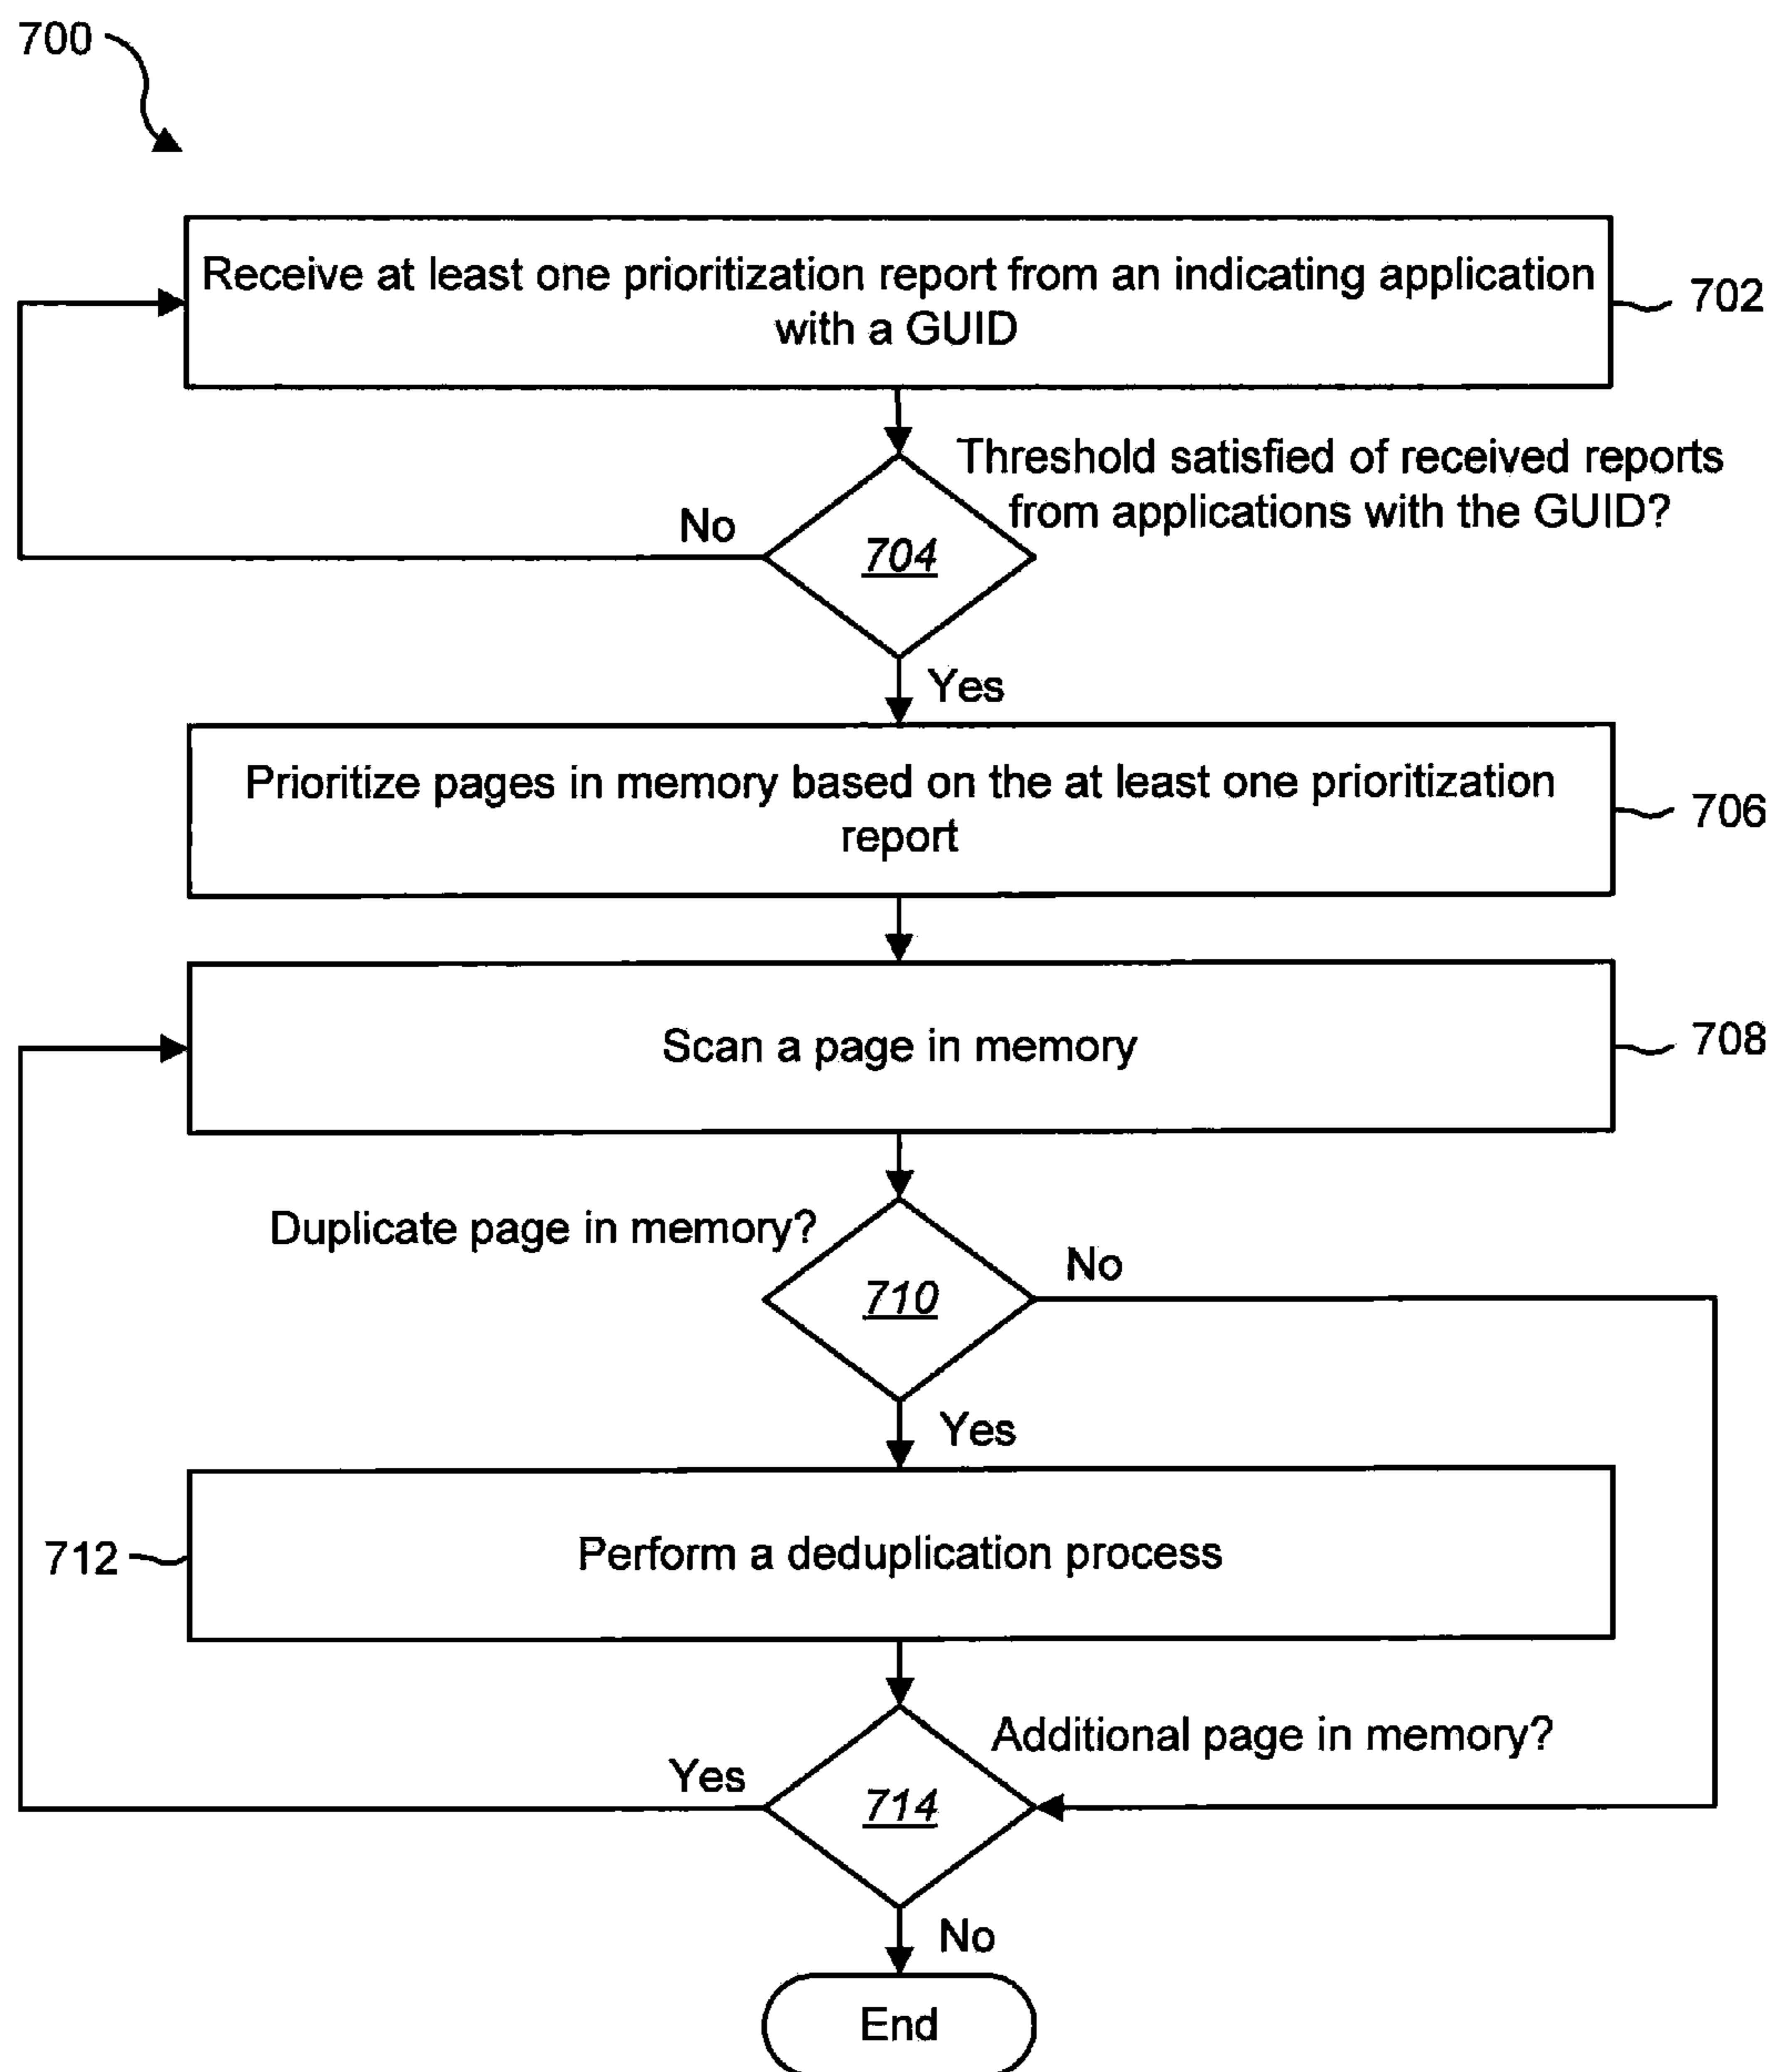 700
Receive at least one prioritization report from an indicating application
with a GUID
702
Threshold satisfied of received reports
from applications with the GUID?
No
704
Yes
Prioritize pages in memory based on the at least one prioritization
report
706
Scan a page in memory
708
Duplicate page in memory?
No
710
Yes
Perform a deduplication process
712
Additional page in memory?
Yes
714
No
End